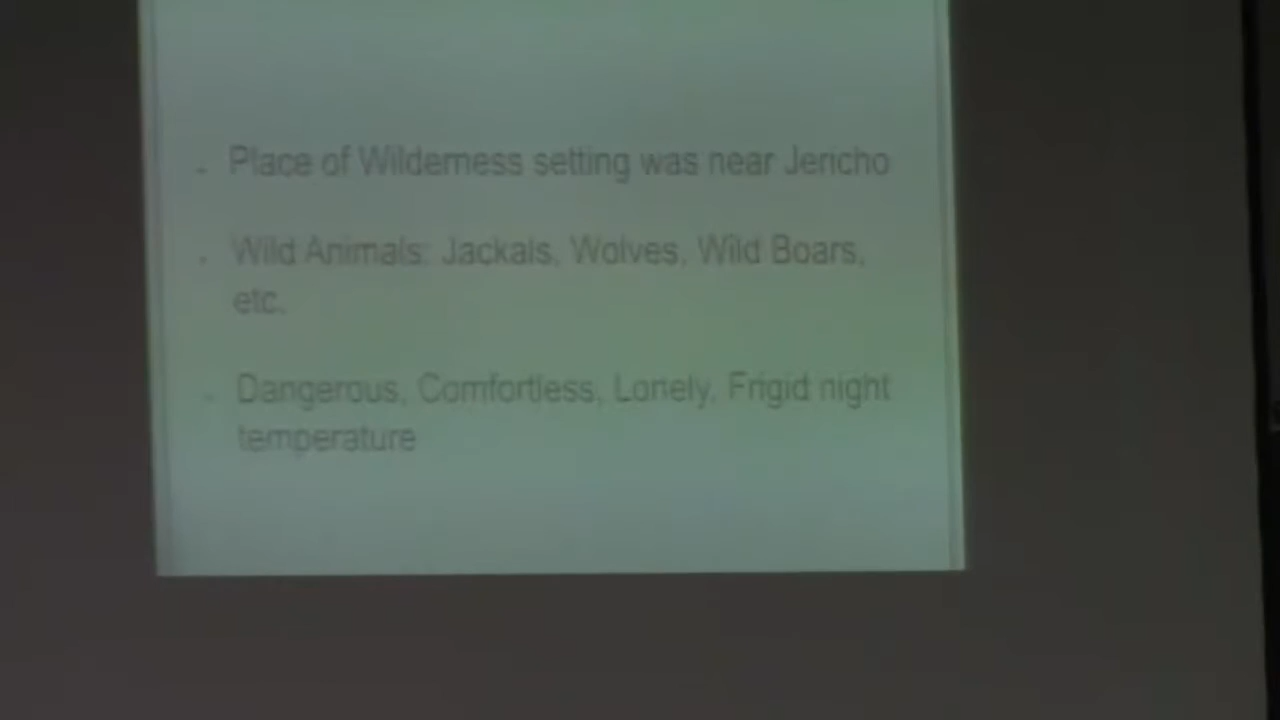 Place of Wilderness setting was near Jericho
Wild Animals: Jackals, Wolves, Wild Boars,
etc.
Dangerous, Comfortless, Lonely, Frigid night
temperature